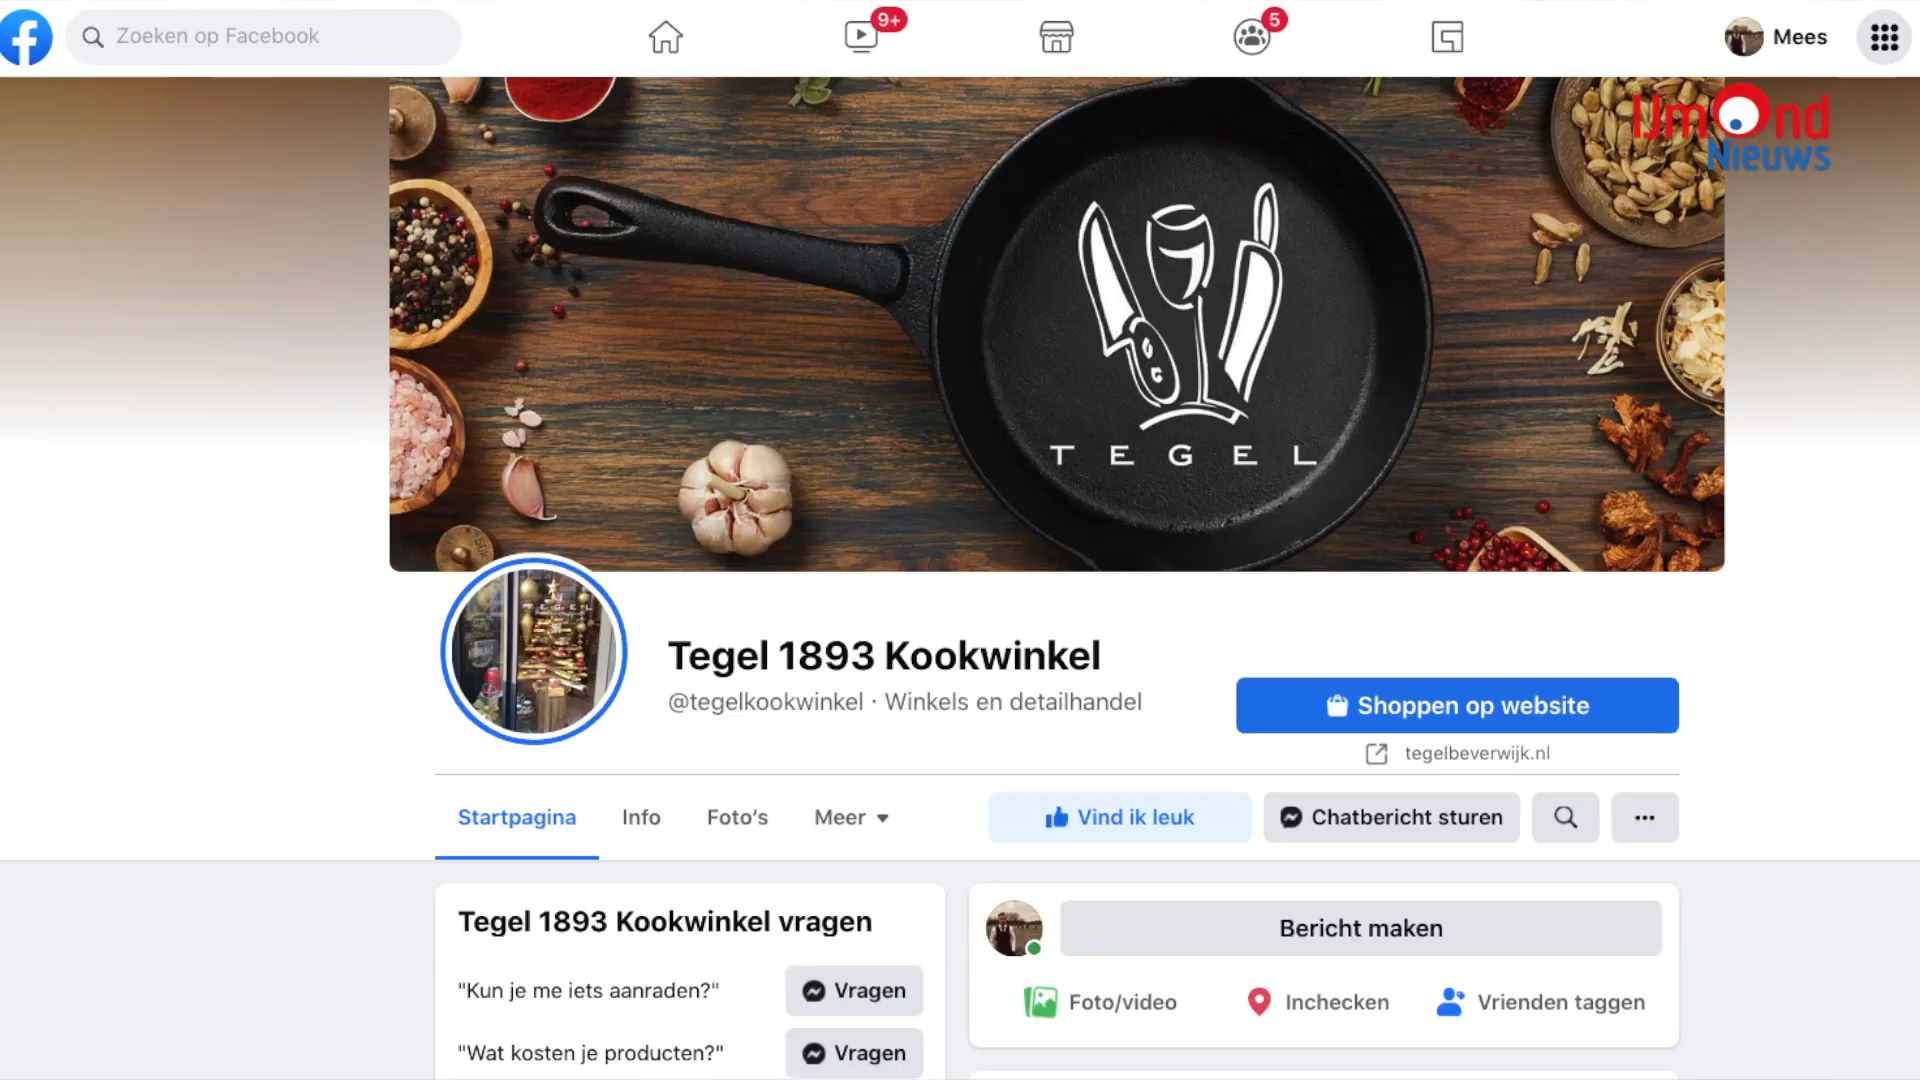 Zoeken op Facebook
9+
5
Mees
IJmOnd
Nieuws
TEGEL
Tegel 1893 Kookwinkel
@tegelkookwinkel · Winkels en detailhandel
Shoppen op website
tegelbeverwijk.nl
Startpagina
Info
Foto's
Meer
Vind ik leuk
Chatbericht sturen
Tegel 1893 Kookwinkel vragen
"Kun je me iets aanraden?"
Vragen
"Wat kosten je producten?"
Vragen
Bericht maken
Foto/video
Inchecken
Vrienden taggen